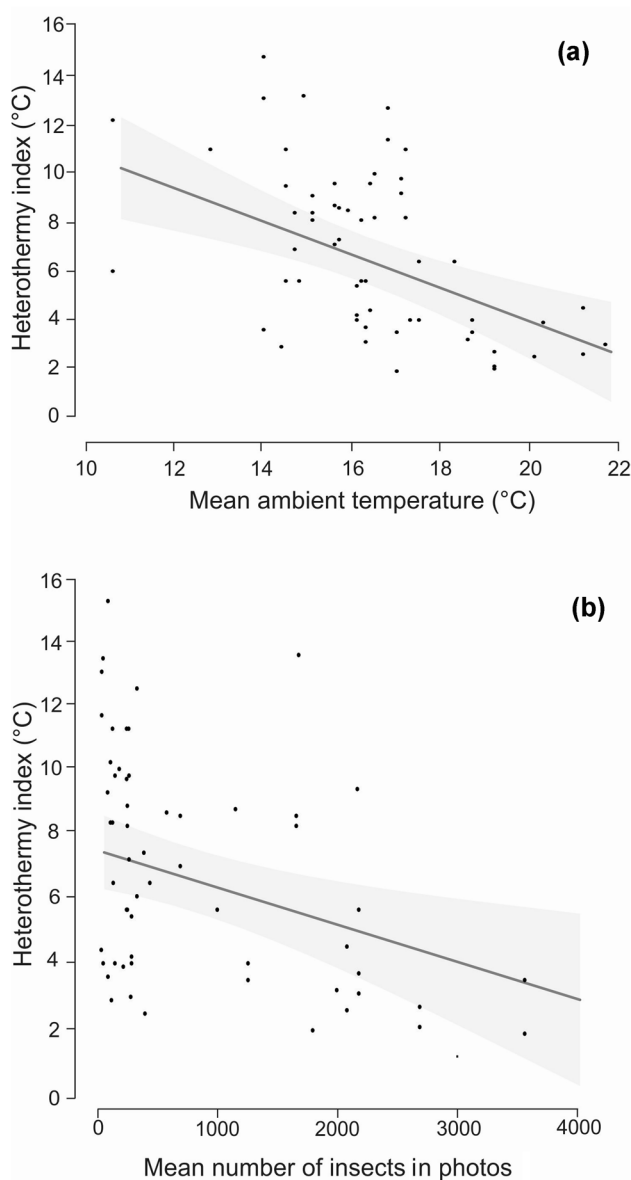 (a)
Heterothermy index (°C)
16
14
12
10
8
6
4
2
0
10 12 14 16 18 20 22
Mean ambient temperature (°C)
(b)
Heterothermy index (°C)
16
14
12
10
8
6
4
2
0
0 1000 2000 3000 4000
Mean number of insects in photos